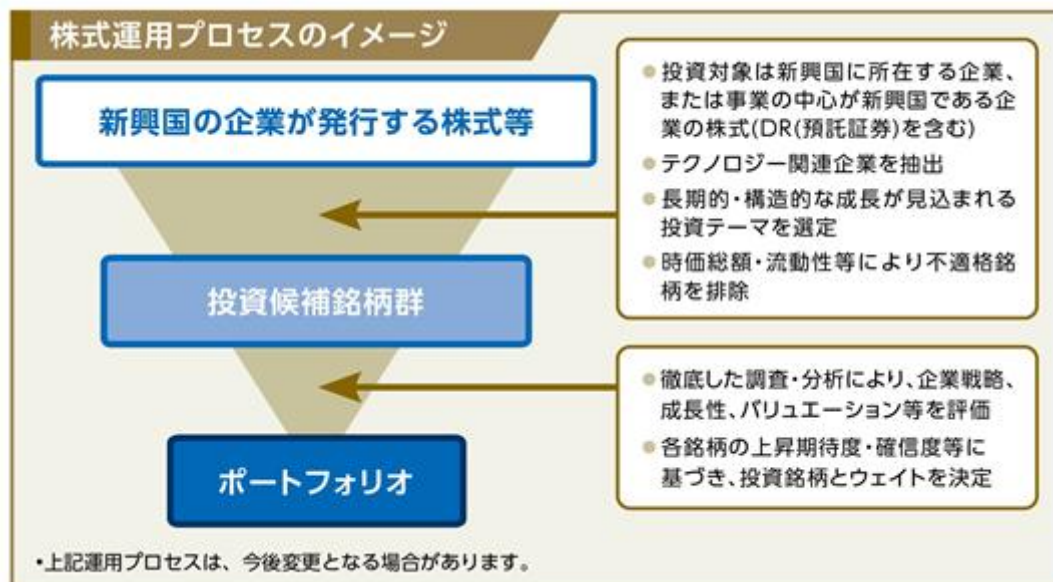 株式運用プロセスのイメージ
新興国の企業が発行する株式等
●投資対象は新興国に所在する企業、
または事業の中心が新興国である企
業の株式(DR(預託証券)を含む)
●テクノロジー関連企業を抽出
●長期的・構造的な成長が見込まれる
投資テーマを選定
●時価総額・流動性等により不適格銘
柄を排除
投資候補銘柄群
●徹底した調査・分析により、企業戦略、
成長性、バリュエーション等を評価
●各銘柄の上昇期待度・確信度等に
基づき、投資銘柄とウェイトを決定
ポートフォリオ
・上記運用プロセスは、今後変更となる場合があります。